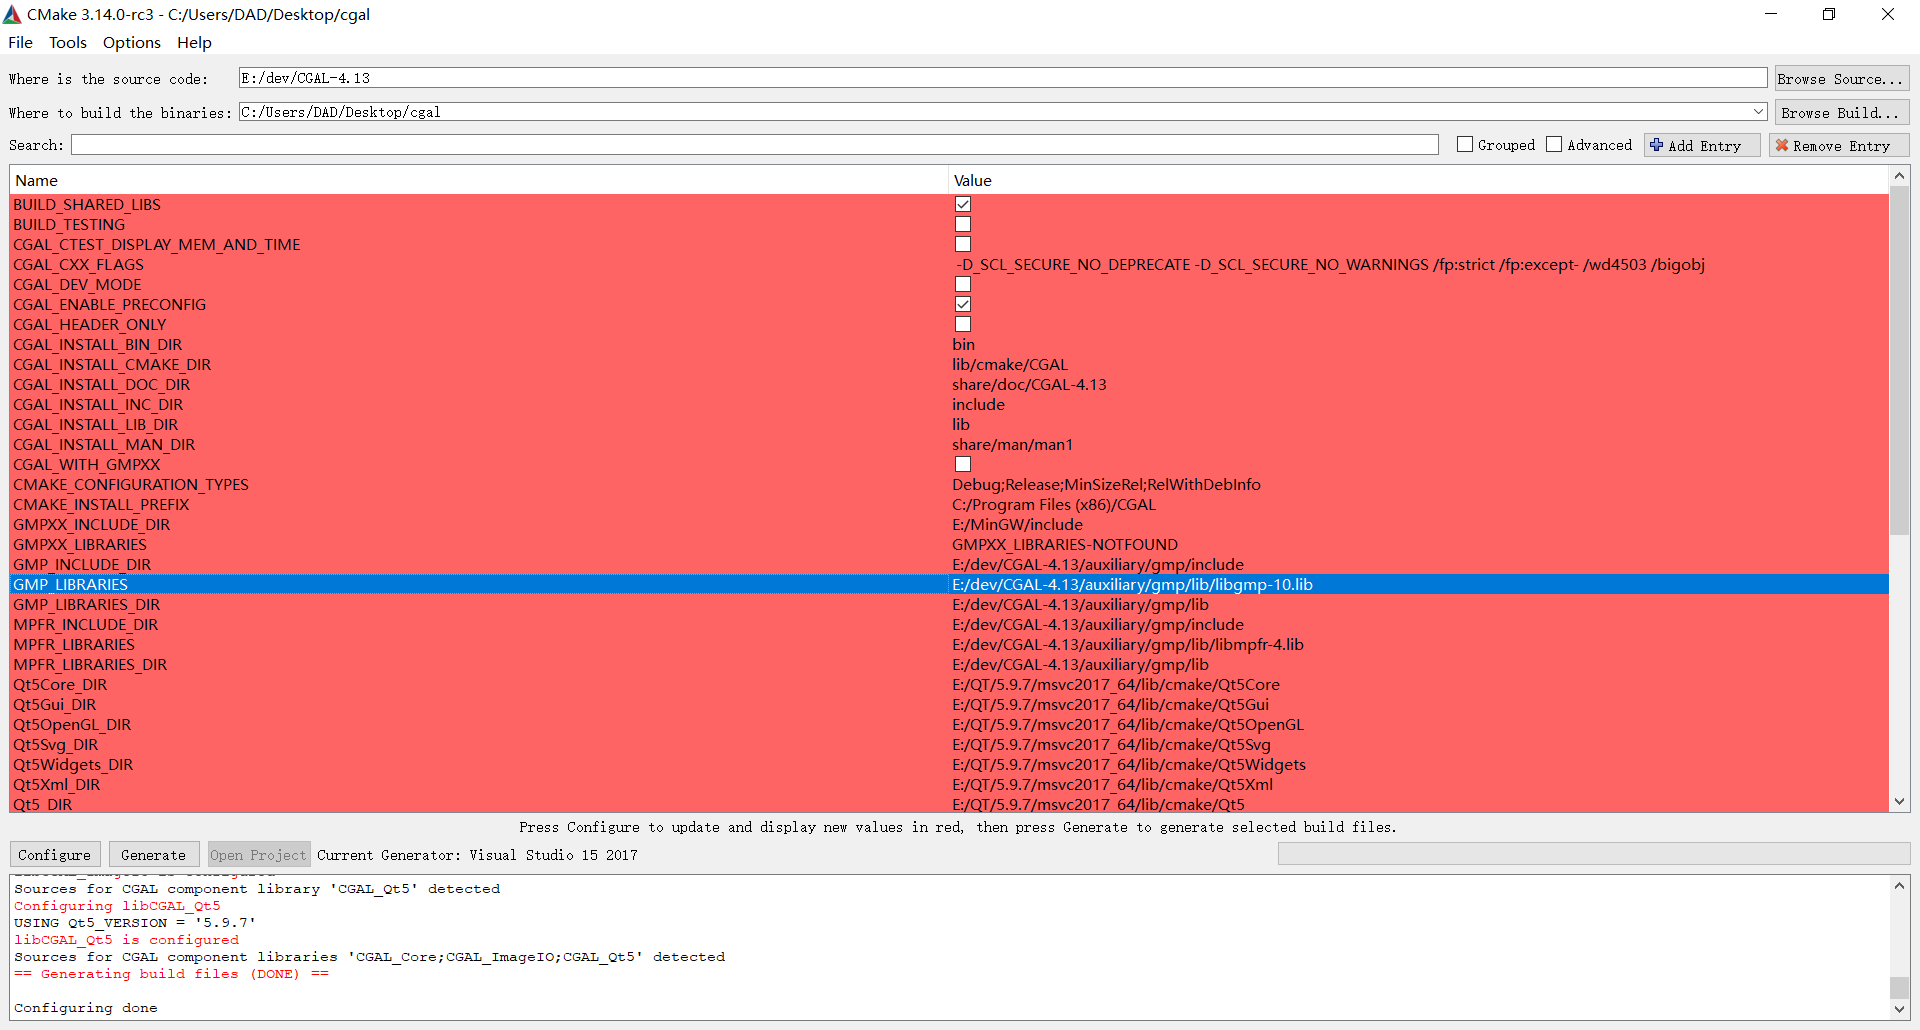 CMake 3.14.0-rc3 - C:/Users/DAD/Desktop/cgal
File Tools Options Help
Where is the source code: E:/dev/CGAL-4.13 Browse Source...
Where to build the binaries: C:/Users/DAD/Desktop/cgal Browse Build...
Search: Grouped Advanced Add Entry Remove Entry
Name Value
BUILD_SHARED_LIBS
BUILD_TESTING
CGAL_CTEST_DISPLAY_MEM_AND_TIME
CGAL_CXX_FLAGS -D_SCL_SECURE_NO_DEPRECATE -D_SCL_SECURE_NO_WARNINGS /fp:strict /fp:except- /wd4503 /bigobj
CGAL_DEV_MODE
CGAL_ENABLE_PRECONFIG
CGAL_HEADER_ONLY
CGAL_INSTALL_BIN_DIR bin
CGAL_INSTALL_CMAKE_DIR lib/cmake/CGAL
CGAL_INSTALL_DOC_DIR share/doc/CGAL-4.13
CGAL_INSTALL_INC_DIR include
CGAL_INSTALL_LIB_DIR lib
CGAL_INSTALL_MAN_DIR share/man/man1
CGAL_WITH_GMPXX
CMAKE_CONFIGURATION_TYPES Debug;Release;MinSizeRel;RelWithDebInfo
CMAKE_INSTALL_PREFIX C:/Program Files (x86)/CGAL
GMPXX_INCLUDE_DIR E:/MinGW/include
GMPXX_LIBRARIES GMPXX_LIBRARIES-NOTFOUND
GMP_INCLUDE_DIR E:/dev/CGAL-4.13/auxiliary/gmp/include
GMP_LIBRARIES E:/dev/CGAL-4.13/auxiliary/gmp/lib/libgmp-10.lib
GMP_LIBRARIES_DIR E:/dev/CGAL-4.13/auxiliary/gmp/lib
MPFR_INCLUDE_DIR E:/dev/CGAL-4.13/auxiliary/gmp/include
MPFR_LIBRARIES E:/dev/CGAL-4.13/auxiliary/gmp/lib/libmpfr-4.lib
MPFR_LIBRARIES_DIR E:/dev/CGAL-4.13/auxiliary/gmp/lib
Qt5Core_DIR E:/QT/5.9.7/msvc2017_64/lib/cmake/Qt5Core
Qt5Gui_DIR E:/QT/5.9.7/msvc2017_64/lib/cmake/Qt5Gui
Qt5OpenGL_DIR E:/QT/5.9.7/msvc2017_64/lib/cmake/Qt5OpenGL
Qt5Svg_DIR E:/QT/5.9.7/msvc2017_64/lib/cmake/Qt5Svg
Qt5Widgets_DIR E:/QT/5.9.7/msvc2017_64/lib/cmake/Qt5Widgets
Qt5Xml_DIR E:/QT/5.9.7/msvc2017_64/lib/cmake/Qt5Xml
Qt5_DIR E:/QT/5.9.7/msvc2017_64/lib/cmake/Qt5
Press Configure to update and display new values in red, then press Generate to generate selected build files.
Configure Generate Open Project Current Generator: Visual Studio 15 2017
libCGAL_ImageIO is configured
Sources for CGAL component library 'CGAL_Qt5' detected
Configuring libCGAL_Qt5
USING Qt5_VERSION = '5.9.7'
libCGAL_Qt5 is configured
Sources for CGAL component libraries 'CGAL_Core;CGAL_ImageIO;CGAL_Qt5' detected
== Generating build files (DONE) ==
Configuring done